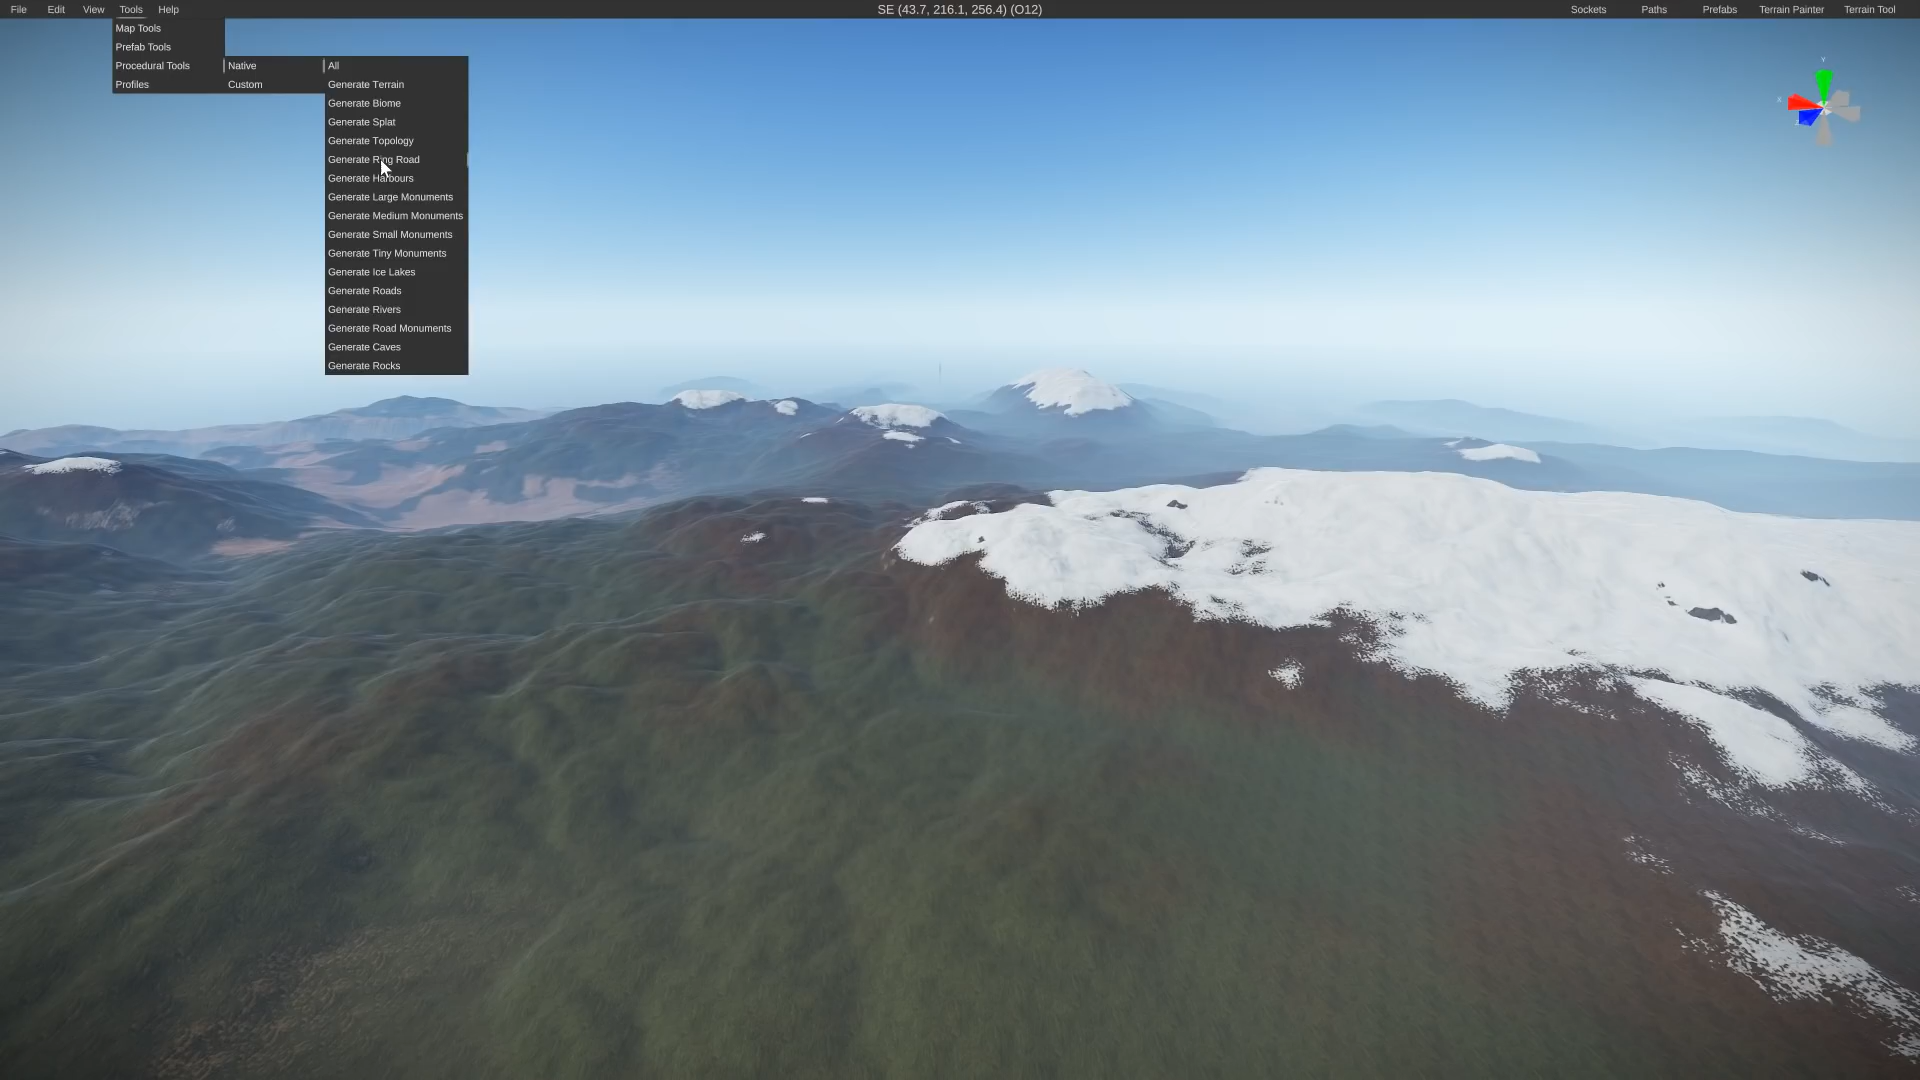 File Edit View Tools Help SE (43.7, 216.1, 256.4) (O12) Sockets Paths Prefabs Terrain Painter Terrain Tool
Map Tools
Prefab Tools
Procedural Tools
Profiles
Native
Custom
All
Generate Terrain
Generate Biome
Generate Splat
Generate Topology
Generate Ring Road
Generate Harbours
Generate Large Monuments
Generate Medium Monuments
Generate Small Monuments
Generate Tiny Monuments
Generate Ice Lakes
Generate Roads
Generate Rivers
Generate Road Monuments
Generate Caves
Generate Rocks
Y